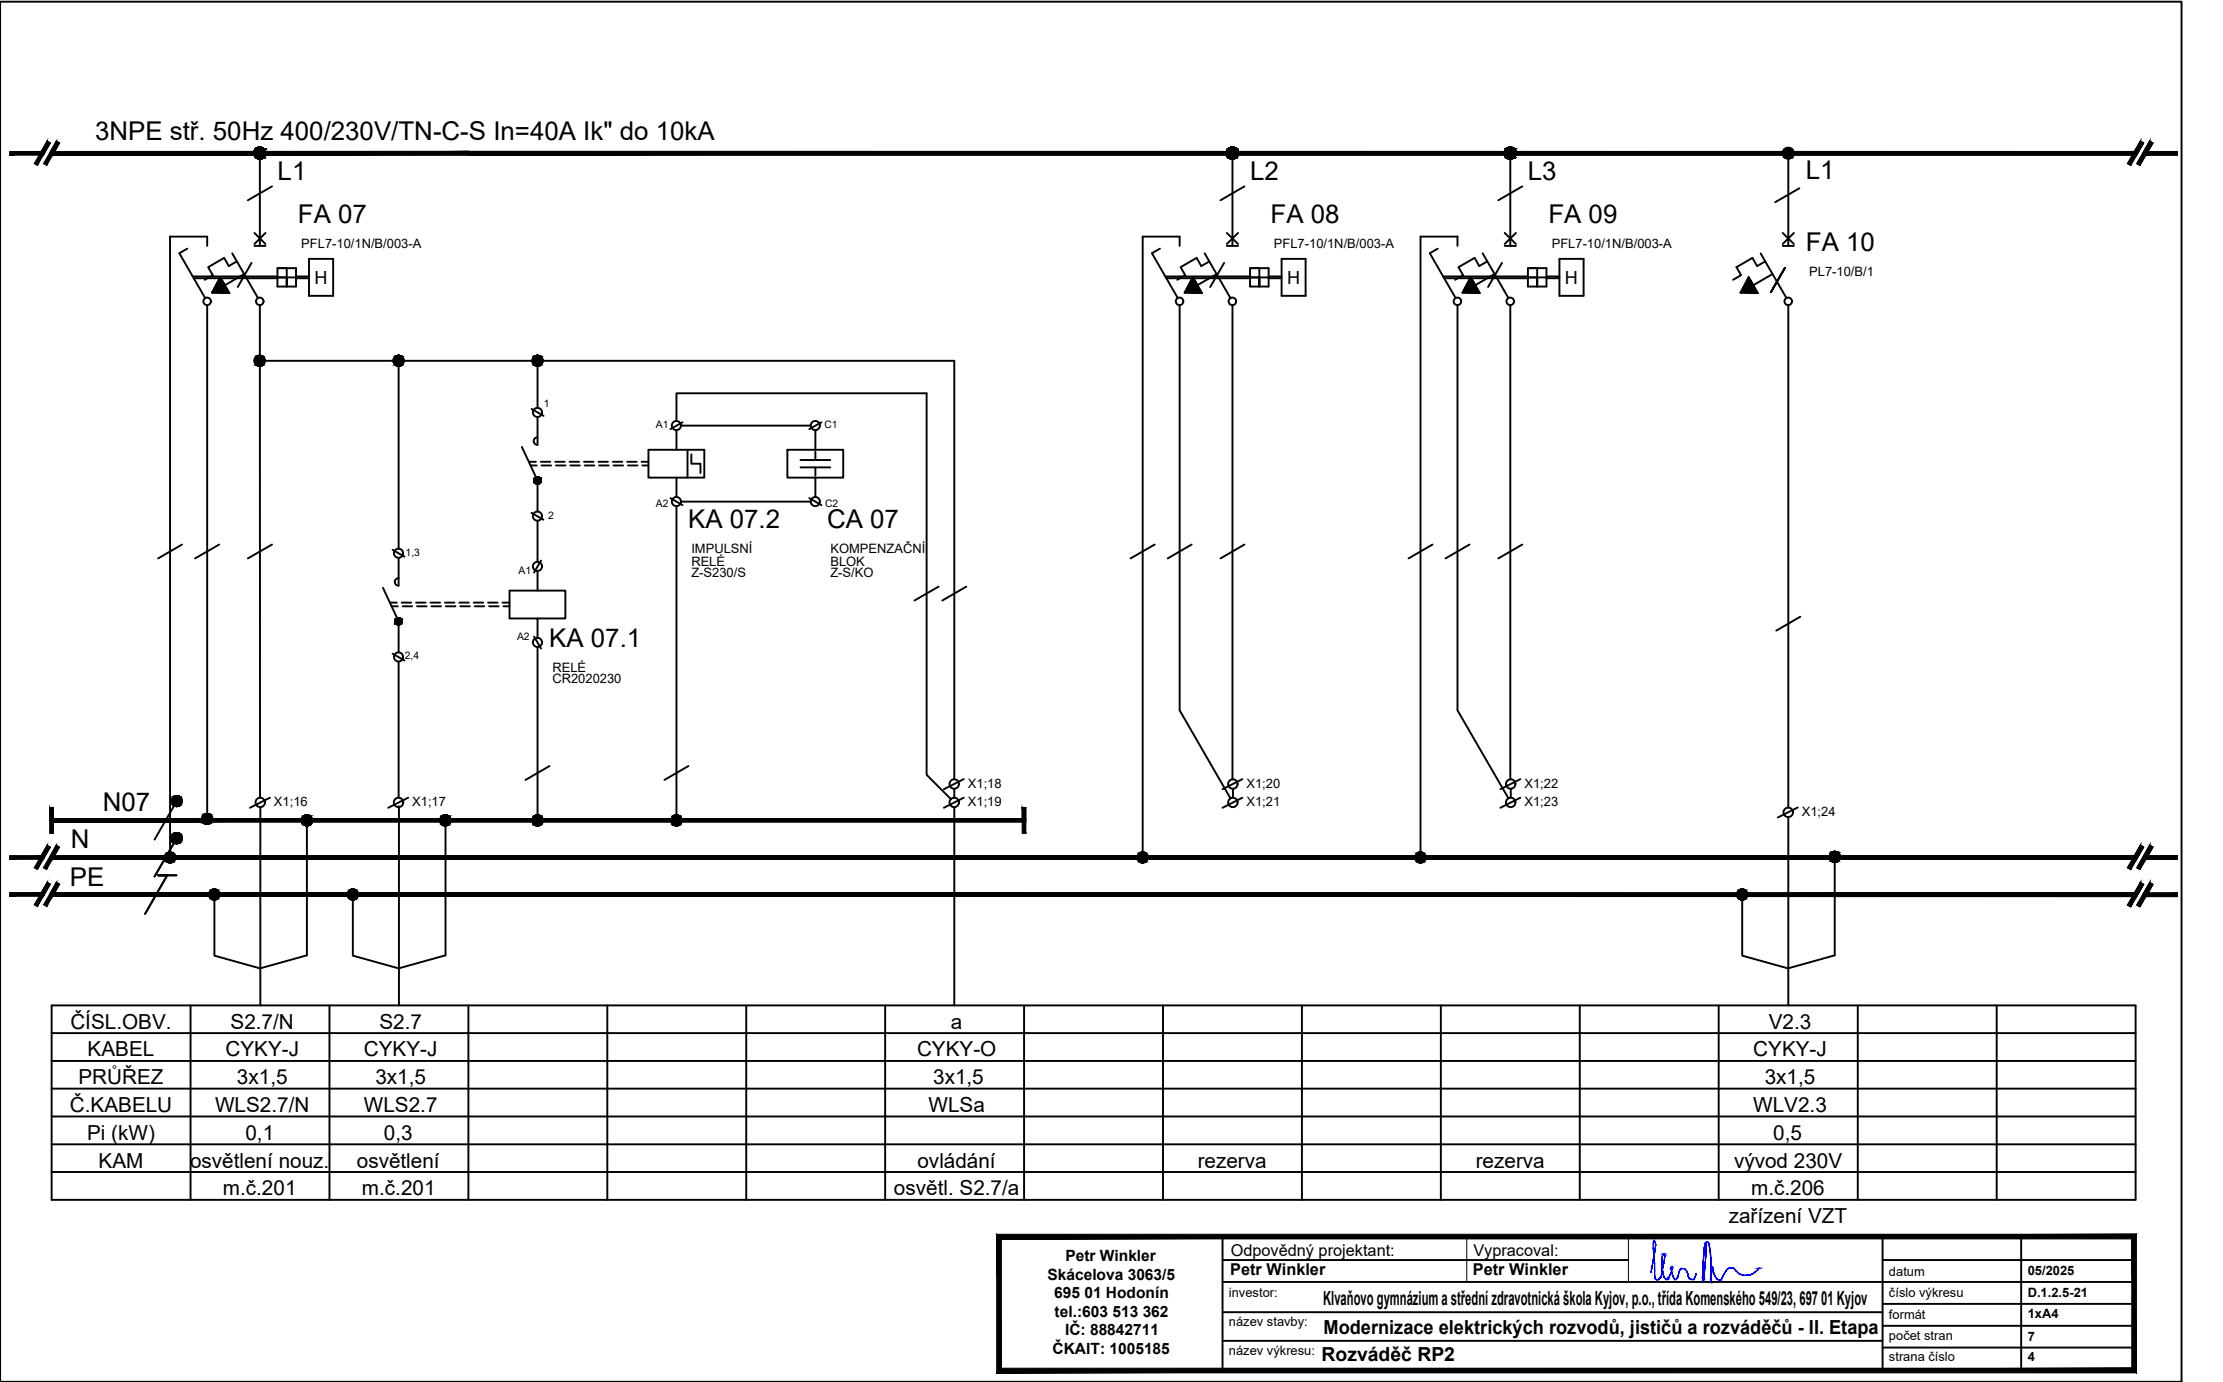 3NPE stř. 50Hz 400/230V/TN-C-S In=40A Ik" do 10kA
L1
L2
L3
L1
FA 07
PFL7-10/1N/B/003-A
H
FA 08
PFL7-10/1N/B/003-A
H
FA 09
PFL7-10/1N/B/003-A
H
FA 10
PL7-10/B/1
1
2
A1
A2
C1
C2
KA 07.2
IMPULSNÍ
RELÉ
Z-S230/S
CA 07
KOMPENZAČNÍ
BLOK
Z-S/KO
1,3
2,4
A1
A2
KA 07.1
RELÉ
CR2020230
X1;16
X1;17
X1;18
X1;19
X1;20
X1;21
X1;22
X1;23
X1;24
N07
N
PE
ČÍSL.OBV. S2.7/N S2.7 a V2.3
KABEL CYKY-J CYKY-J CYKY-O CYKY-J
PRŮŘEZ 3x1,5 3x1,5 3x1,5 3x1,5
Č.KABELU WLS2.7/N WLS2.7 WLSa WLV2.3
Pi (kW) 0,1 0,3 0,5
KAM osvětlení nouz. osvětlení ovládání rezerva rezerva vývod 230V
m.č.201 m.č.201 osvětl. S2.7/a m.č.206
zařízení VZT
Petr Winkler
Skácelova 3063/5
695 01 Hodonín
tel.:603 513 362
IČ: 88842711
ČKAIT: 1005185
Odpovědný projektant: Vypracoval:
Petr Winkler Petr Winkler
investor: Klvaňovo gymnázium a střední zdravotnická škola Kyjov, p.o., třída Komenského 549/23, 697 01 Kyjov
název stavby: Modernizace elektrických rozvodů, jističů a rozváděčů - II. Etapa
název výkresu: Rozváděč RP2
datum 05/2025
číslo výkresu D.1.2.5-21
formát 1xA4
počet stran 7
strana číslo 4